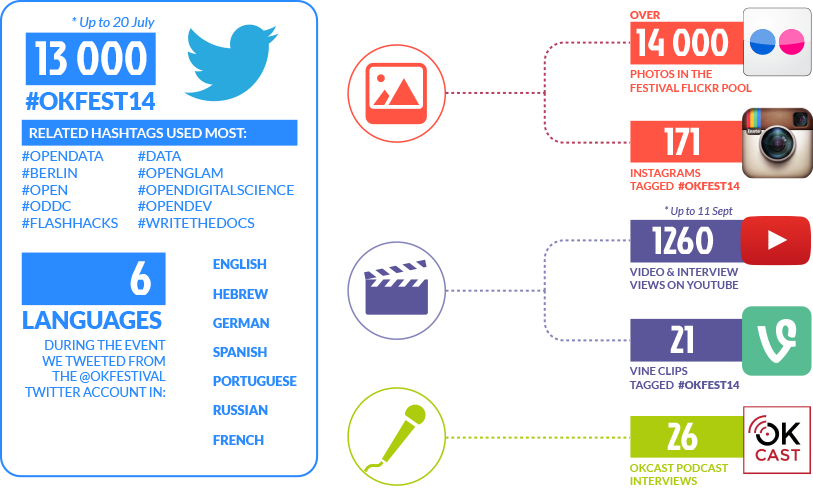 * Up to 20 July
13 000
#OKFEST14
RELATED HASHTAGS USED MOST:
#OPENDATA
#BERLIN
#OPEN
#ODDC
#FLASHHACKS
#DATA
#OPENGLAM
#OPENDIGITALSCIENCE
#OPENDEV
#WRITETHEDOCS
6
LANGUAGES
DURING THE EVENT
WE TWEETED FROM
THE @OKFESTIVAL
TWITTER ACCOUNT IN:
ENGLISH
HEBREW
GERMAN
SPANISH
PORTUGUESE
RUSSIAN
FRENCH
OVER
14 000
PHOTOS IN THE
FESTIVAL FLICKR POOL
171
INSTAGRAMS
TAGGED #OKFEST14
* Up to 11 Sept
1260
VIDEO & INTERVIEW
VIEWS ON YOUTUBE
21
VINE CLIPS
TAGGED #OKFEST14
26
OKCAST PODCAST
INTERVIEWS
OK
CAST